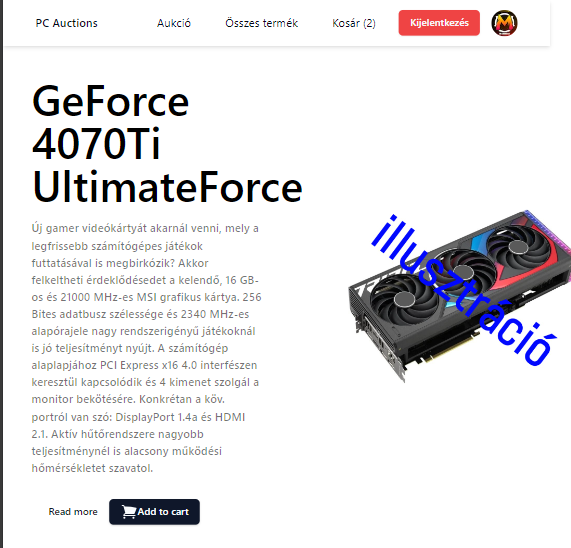 PC Auctions
Aukció
Összes termék
Kosár (2)
Kijelentkezés
GeForce
4070Ti
UltimateForce
Új gamer videókártyát akarnál venni, mely a
legfrissebb számítógépes játékok
futtatásával is megbirkózik? Akkor
felkeltheti érdeklődésedet a kelendő, 16 GB-
os és 21000 MHz-es MSI grafikus kártya. 256
Bites adatbusz szélessége és 2340 MHz-es
alapórajele nagy rendszerigényű játékoknál
is jó teljesítményt nyújt. A számítógép
alaplapjához PCI Express x16 4.0 interfészen
keresztül kapcsolódik és 4 kimenet szolgál a
monitor bekötésére. Konkrétan a köv.
portról van szó: DisplayPort 1.4a és HDMI
2.1. Aktív hűtőrendszere nagyobb
teljesítménynél is alacsony működési
hőmérsékletet szavatol.
illusztráció
Read more
Add to cart